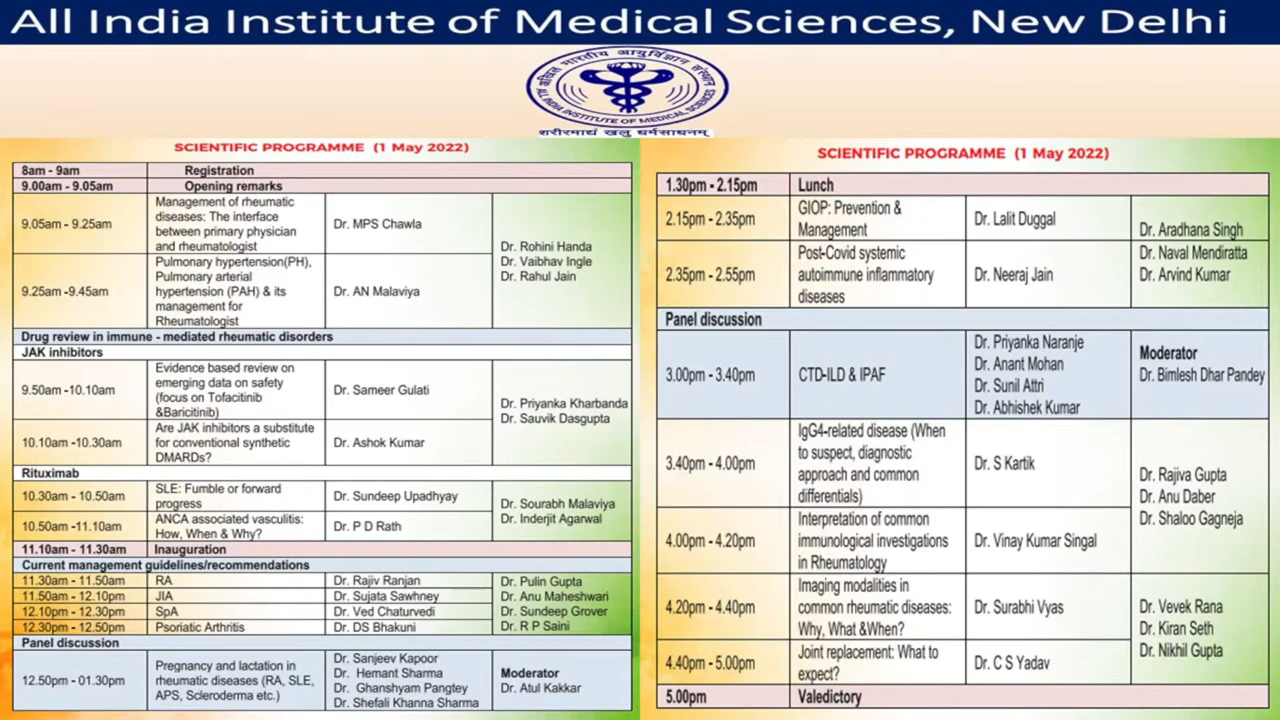 All India Institute of Medical Sciences, New Delhi
अखिल भारतीय आयुर्विज्ञान संस्थान
ALL INDIA INSTITUTE OF MEDICAL SCIENCES
शरीरमाद्यं खलु धर्मसाधनम्
SCIENTIFIC PROGRAMME (1 May 2022)
8am - 9am Registration
9.00am - 9.05am Opening remarks
9.05am - 9.25am
Management of rheumatic
diseases: The interface
between primary physician
and rheumatologist
Dr. MPS Chawla
9.25am -9.45am
Pulmonary hypertension(PH),
Pulmonary arterial
hypertension (PAH) & its
management for
Rheumatologist
Dr. AN Malaviya
Dr. Rohini Handa
Dr. Vaibhav Ingle
Dr. Rahul Jain
Drug review in immune - mediated rheumatic disorders
JAK inhibitors
9.50am -10.10am
Evidence based review on
emerging data on safety
(focus on Tofacitinib
&Baricitinib)
Dr. Sameer Gulati
10.10am -10.30am
Are JAK inhibitors a substitute
for conventional synthetic
DMARDs?
Dr. Ashok Kumar
Dr. Priyanka Kharbanda
Dr. Sauvik Dasgupta
Rituximab
10.30am - 10.50am
SLE: Fumble or forward
progress
Dr. Sundeep Upadhyay
10.50am -11.10am
ANCA associated vasculitis:
How, When & Why?
Dr. P D Rath
Dr. Sourabh Malaviya
Dr. Inderjit Agarwal
11.10am - 11.30am Inauguration
Current management guidelines/recommendations
11.30am - 11.50am RA Dr. Rajiv Ranjan Dr. Pulin Gupta
11.50am - 12.10pm JIA Dr. Sujata Sawhney Dr. Anu Maheshwari
12.10pm - 12.30pm SpA Dr. Ved Chaturvedi Dr. Sundeep Grover
12.30pm - 12.50pm Psoriatic Arthritis Dr. DS Bhakuni Dr. R P Saini
Panel discussion
12.50pm - 01.30pm
Pregnancy and lactation in
rheumatic diseases (RA, SLE,
APS, Scleroderma etc.)
Dr. Sanjeev Kapoor
Dr. Hemant Sharma
Dr. Ghanshyam Pangtey
Dr. Shefali Khanna Sharma
Moderator
Dr. Atul Kakkar
SCIENTIFIC PROGRAMME (1 May 2022)
1.30pm - 2.15pm Lunch
2.15pm - 2.35pm
GIOP: Prevention &
Management
Dr. Lalit Duggal
2.35pm - 2.55pm
Post-Covid systemic
autoimmune inflammatory
diseases
Dr. Neeraj Jain
Dr. Aradhana Singh
Dr. Naval Mendiratta
Dr. Arvind Kumar
Panel discussion
3.00pm - 3.40pm
CTD-ILD & IPAF
Dr. Priyanka Naranje
Dr. Anant Mohan
Dr. Sunil Attri
Dr. Abhishek Kumar
Moderator
Dr. Bimlesh Dhar Pandey
3.40pm - 4.00pm
IgG4-related disease (When
to suspect, diagnostic
approach and common
differentials)
Dr. S Kartik
4.00pm - 4.20pm
Interpretation of common
immunological investigations
in Rheumatology
Dr. Vinay Kumar Singal
Dr. Rajiva Gupta
Dr. Anu Daber
Dr. Shaloo Gagneja
4.20pm - 4.40pm
Imaging modalities in
common rheumatic diseases:
Why, What &When?
Dr. Surabhi Vyas
4.40pm - 5.00pm
Joint replacement: What to
expect?
Dr. C S Yadav
Dr. Vevek Rana
Dr. Kiran Seth
Dr. Nikhil Gupta
5.00pm Valedictory